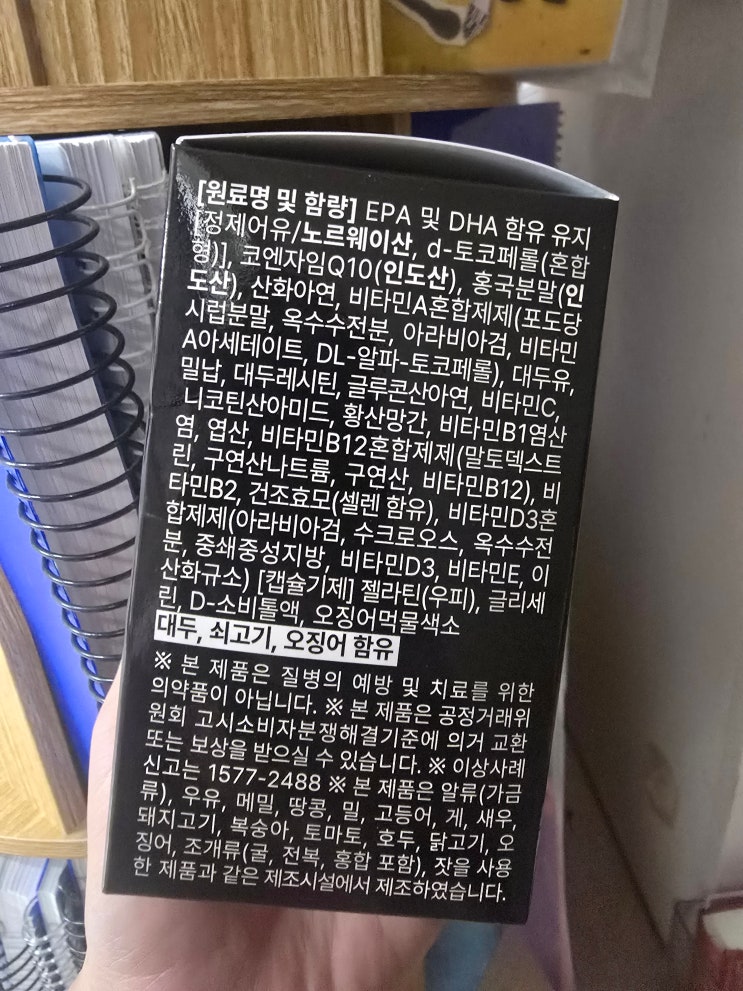 [원료명 및 함량] EPA 및 DHA 함유 유지
[정제어유/노르웨이산, d-토코페롤(혼합
형)], 코엔자임Q10(인도산), 홍국분말(인
도산), 산화아연, 비타민A혼합제제(포도당
시럽분말, 옥수수전분, 아라비아검, 비타민
A아세테이트, DL-알파-토코페롤), 대두유,
밀납, 대두레시틴, 글루콘산아연, 비타민C,
니코틴산아미드, 황산망간, 비타민B1염산
염, 엽산, 비타민B12혼합제제(말토덱스트
린, 구연산나트륨, 구연산, 비타민B12), 비
타민B2, 건조효모(셀렌 함유), 비타민D3혼
합제제(아라비아검, 수크로오스, 옥수수전
분, 중쇄중성지방, 비타민D3, 비타민E, 이
산화규소) [캡슐기제] 젤라틴(우피), 글리세
린, D-소비톨액, 오징어먹물색소
대두, 쇠고기, 오징어 함유
※ 본 제품은 질병의 예방 및 치료를 위한
의약품이 아닙니다. ※ 본 제품은 공정거래위
원회 고시소비자분쟁해결기준에 의거 교환
또는 보상을 받으실 수 있습니다. ※ 이상사례
신고는 1577-2488 ※ 본 제품은 알류(가금
류), 우유, 메밀, 땅콩, 밀, 고등어, 게, 새우,
돼지고기, 복숭아, 토마토, 호두, 닭고기, 오
징어, 조개류(굴, 전복, 홍합 포함), 잣을 사용
한 제품과 같은 제조시설에서 제조하였습니다.